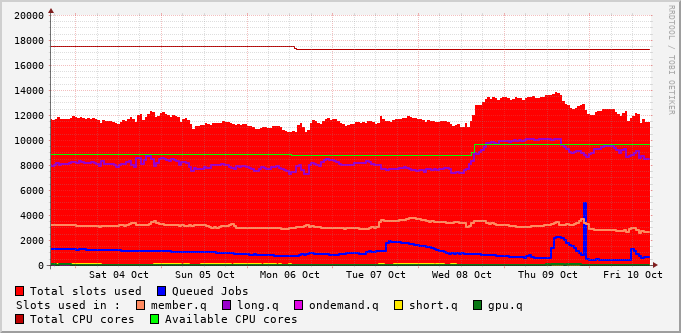 20000
18000
16000
14000
12000
10000
8000
6000
4000
2000
0
Sat 04 Oct Sun 05 Oct Mon 06 Oct Tue 07 Oct Wed 08 Oct Thu 09 Oct Fri 10 Oct
Total slots used Queued Jobs
Slots used in : member.q long.q ondemand.q short.q gpu.q
Total CPU cores Available CPU cores
RRDTOOL / TOBI OETIKER